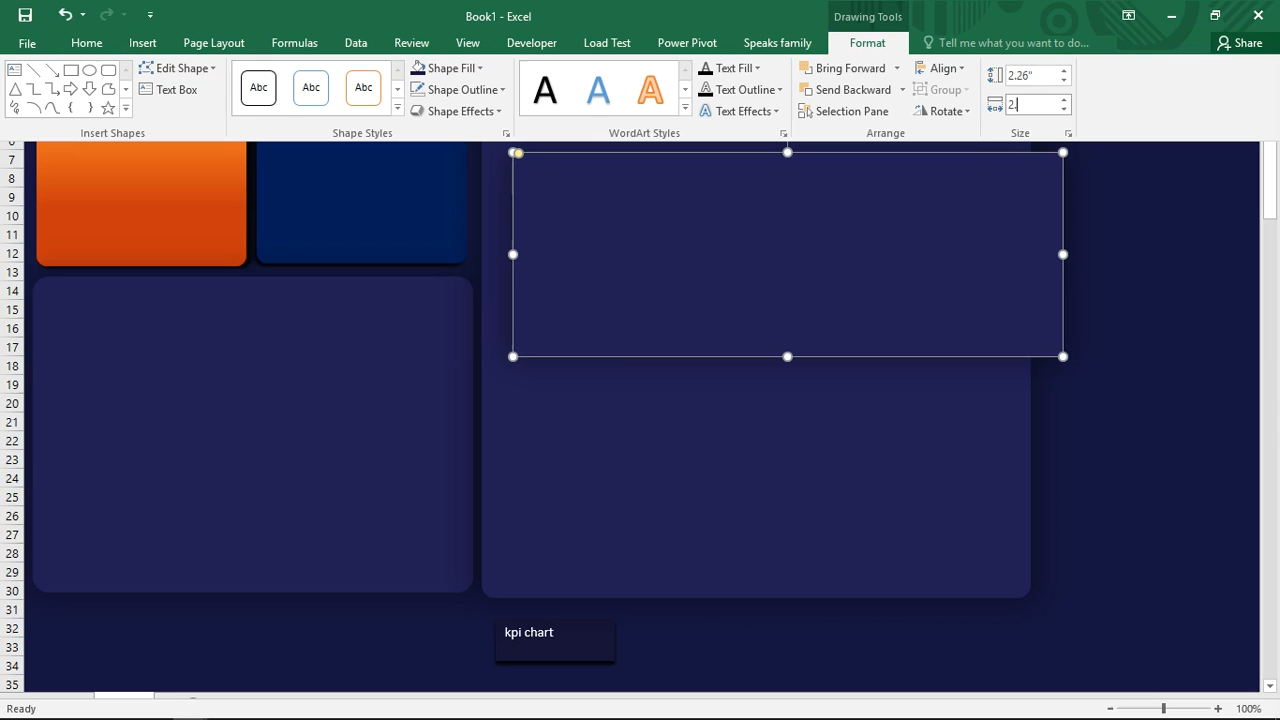 Book1 - Excel
Drawing Tools
File
Home
Insert
Page Layout
Formulas
Data
Review
View
Developer
Load Test
Power Pivot
Speaks family
Format
Tell me what you want to do...
Share
Edit Shape
Text Box
Insert Shapes
Abc
Abc
Abc
Shape Fill
Shape Outline
Shape Effects
Shape Styles
A
A
A
Text Fill
Text Outline
Text Effects
WordArt Styles
Bring Forward
Send Backward
Selection Pane
Align
Group
Rotate
Arrange
2.26"
2.
Size
7
8
9
10
11
12
13
14
15
16
17
18
19
20
21
22
23
24
25
26
27
28
29
30
31
32
33
34
35
kpi chart
Ready
100%